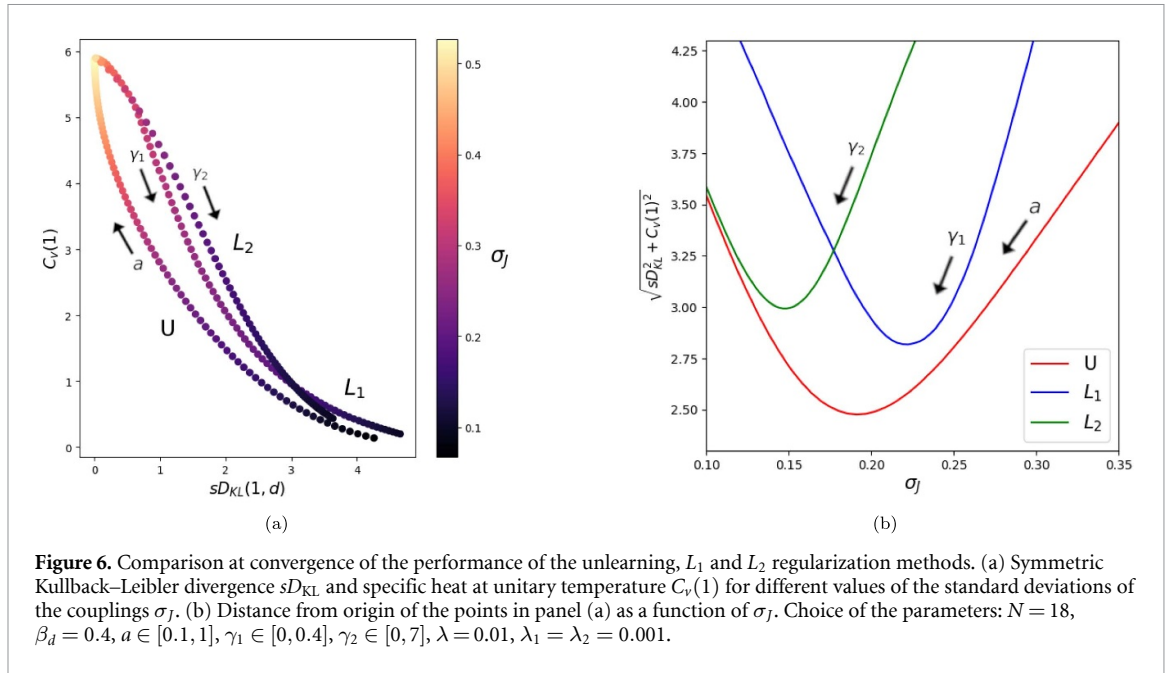 6
5
4
3
2
1
0
C_v(1)
0
1
2
3
4
sD_KL(1, d)
γ₁
γ₂
a
L₂
U
L₁
0.5
0.4
0.3
0.2
0.1
σ_J
(a)
4.25
4.00
3.75
3.50
3.25
3.00
2.75
2.50
√(sD²_KL + C_v(1)²)
0.10
0.15
0.20
0.25
0.30
0.35
σ_J
γ₂
γ₁
a
U
L₁
L₂
(b)
Figure 6. Comparison at convergence of the performance of the unlearning, L₁ and L₂ regularization methods. (a) Symmetric
Kullback–Leibler divergence sD_KL and specific heat at unitary temperature C_v(1) for different values of the standard deviations of
the couplings σ_J. (b) Distance from origin of the points in panel (a) as a function of σ_J. Choice of the parameters: N = 18,
β_d = 0.4, a ∈ [0.1, 1], γ₁ ∈ [0, 0.4], γ₂ ∈ [0, 7], λ = 0.01, λ₁ = λ₂ = 0.001.